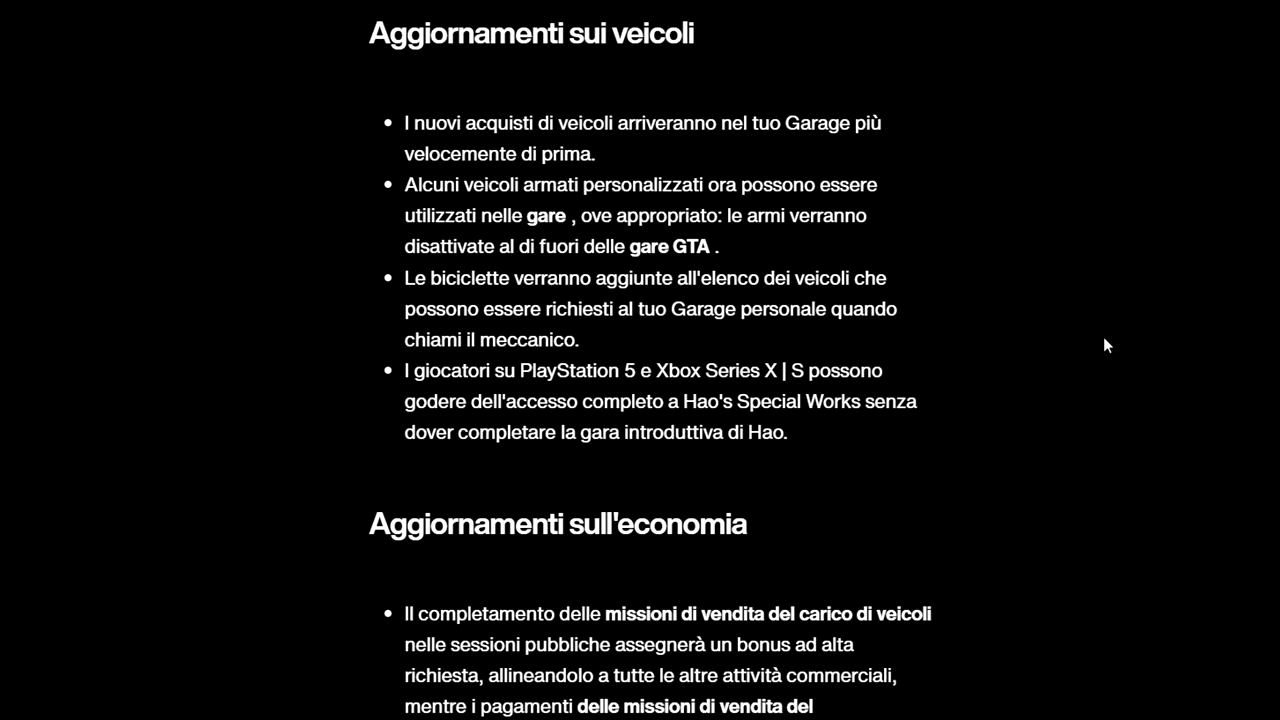 Aggiornamenti sui veicoli
• I nuovi acquisti di veicoli arriveranno nel tuo Garage più
velocemente di prima.
• Alcuni veicoli armati personalizzati ora possono essere
utilizzati nelle gare , ove appropriato: le armi verranno
disattivate al di fuori delle gare GTA .
• Le biciclette verranno aggiunte all'elenco dei veicoli che
possono essere richiesti al tuo Garage personale quando
chiami il meccanico.
• I giocatori su PlayStation 5 e Xbox Series X | S possono
godere dell'accesso completo a Hao's Special Works senza
dover completare la gara introduttiva di Hao.
Aggiornamenti sull'economia
• Il completamento delle missioni di vendita del carico di veicoli
nelle sessioni pubbliche assegnerà un bonus ad alta
richiesta, allineandolo a tutte le altre attività commerciali,
mentre i pagamenti delle missioni di vendita del